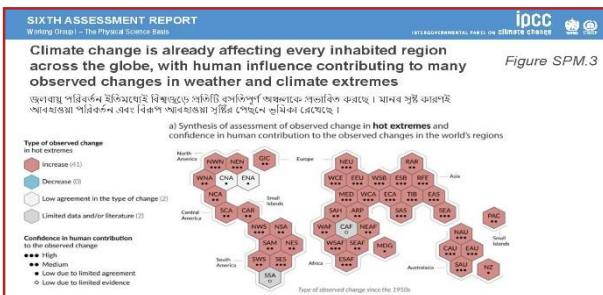 SIXTH ASSESSMENT REPORT
Working Group I – The Physical Science Basis
ipcc
INTERGOVERNMENTAL PANEL ON climate change
Climate change is already affecting every inhabited region
across the globe, with human influence contributing to many
observed changes in weather and climate extremes
Figure SPM.3
জলবায়ু পরিবর্তন ইতিমধ্যেই বিশ্বজুড়ে প্রতিটি বসতিপূর্ণ অঞ্চলকে প্রভাবিত করছে । মানব সৃষ্ট কারণই
আবহাওয়া পরিবর্তন এবং বিরূপ আবহাওয়া সৃষ্টির পেছনে ভূমিকা রেখেছে ।
a) Synthesis of assessment of observed change in hot extremes and
confidence in human contribution to the observed changes in the world's regions
Type of observed change
in hot extremes
Increase (41)
Decrease (0)
Low agreement in the type of change (2)
Limited data and/or literature (2)
Confidence in human contribution
to the observed change
High
Medium
Low due to limited agreement
Low due to limited evidence
North
America
NWN NEN
GIC
Europe
NEU
RAR
WNA CNA ENA
WCE EEU WSB ESB RFE
Asia
NCA
Small
Islands
MED WCA ECA TIB EAS
Central
America
SCA CAR
SAH ARP SAS SEA
PAC
NWS NSA
WAF CAF NEAF
NAU
Small
Islands
SAM NES
WSAF SEAF MDG
CAU EAU
South
America
SWS SES
Africa
ESAF
SAU NZ
SSA
Australasia
Type of observed change since the 1950s